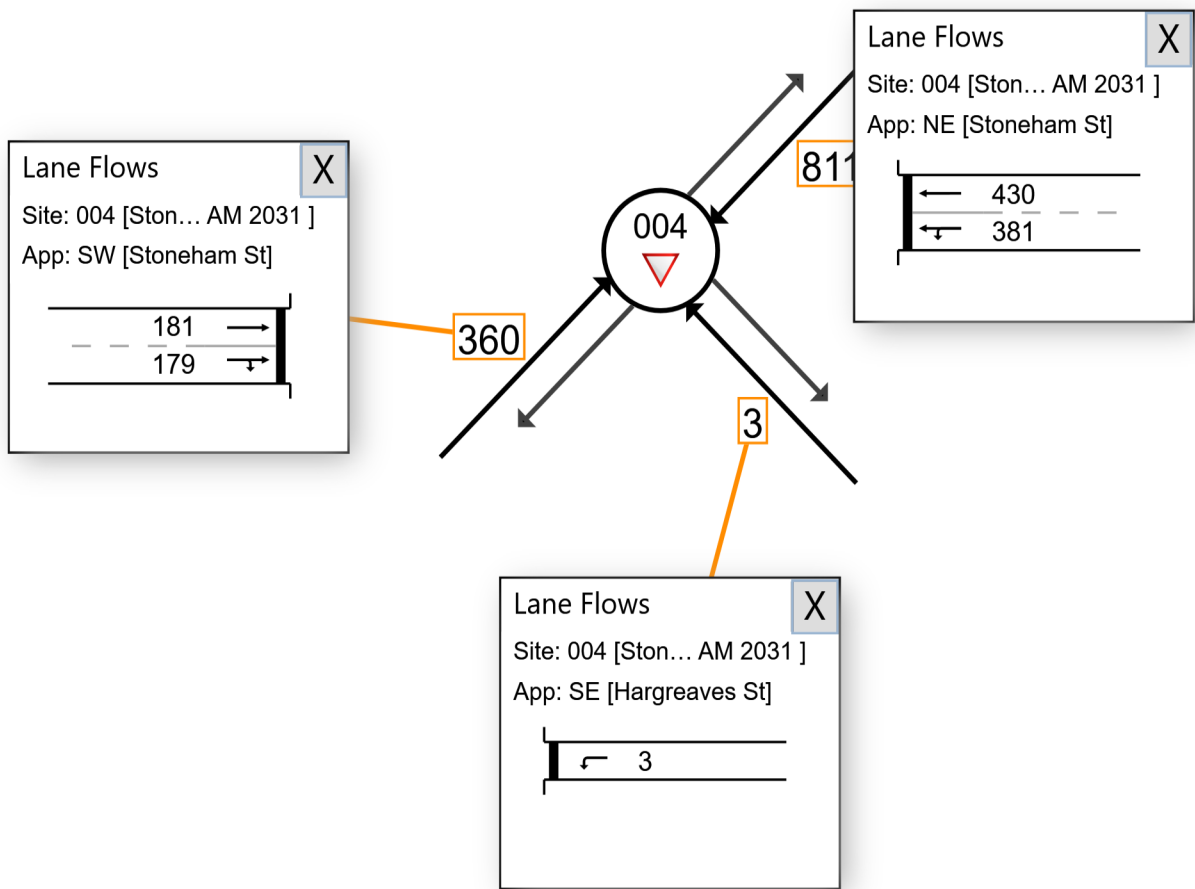 Lane Flows
X
Site: 004 [Ston... AM 2031 ]
App: NE [Stoneham St]
430
381
811
004
Lane Flows
X
Site: 004 [Ston... AM 2031 ]
App: SW [Stoneham St]
181
179
360
3
Lane Flows
X
Site: 004 [Ston... AM 2031 ]
App: SE [Hargreaves St]
3